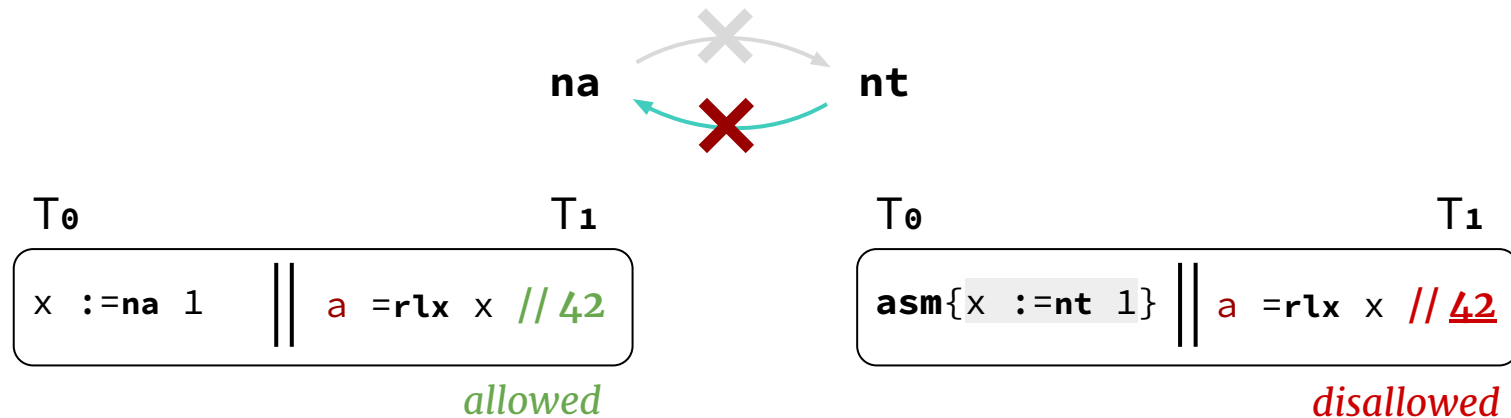 na nt
T0 T1 T0 T1
x :=na 1 || a =rlx x // 42 asm{x :=nt 1} || a =rlx x // 42
allowed disallowed